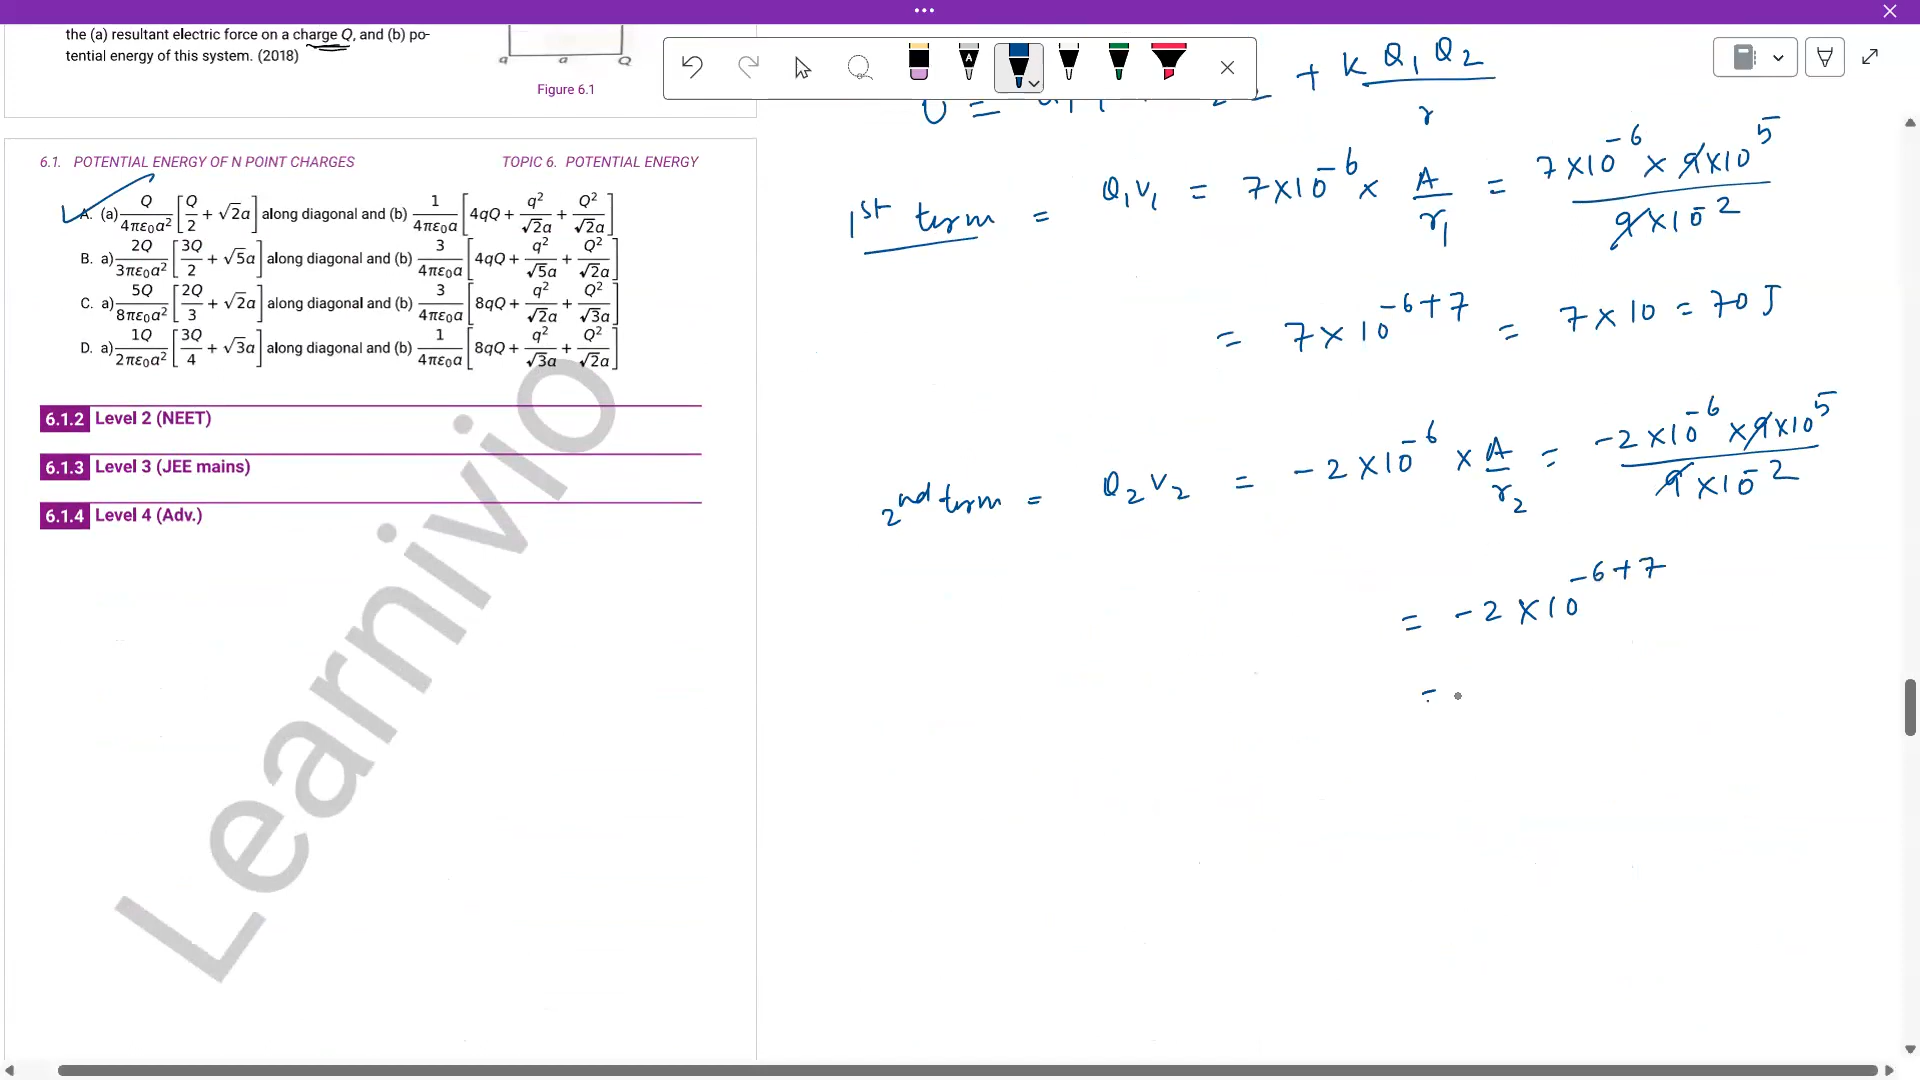 the (a) resultant electric force on a charge Q, and (b) po-
tential energy of this system. (2018)
q a Q
Figure 6.1
6.1. POTENTIAL ENERGY OF N POINT CHARGES TOPIC 6. POTENTIAL ENERGY
A. (a) Q/4πε₀a² [Q/2 + √2a] along diagonal and (b) 1/4πε₀a [4qQ + q²/√2a + Q²/√2a]
B. a) 2Q/3πε₀a² [3Q/2 + √5a] along diagonal and (b) 3/4πε₀a [4qQ + q²/√5a + Q²/√2a]
C. a) 5Q/8πε₀a² [2Q/3 + √2a] along diagonal and (b) 3/4πε₀a [8qQ + q²/√2a + Q²/√3a]
D. a) 1Q/2πε₀a² [3Q/4 + √3a] along diagonal and (b) 1/4πε₀a [8qQ + q²/√3a + Q²/√2a]
6.1.2 Level 2 (NEET)
6.1.3 Level 3 (JEE mains)
6.1.4 Level 4 (Adv.)
Learnivio
U = + k Q₁ Q₂ / r
1st term = Q₁V₁ = 7×10⁻⁶ × A/r₁ = 7×10⁻⁶ × 9×10⁵ / 9×10⁻²
= 7×10⁻⁶⁺⁷ = 7×10 = 70 J
2nd term = Q₂V₂ = -2×10⁻⁶ × A/r₂ = -2×10⁻⁶ ×9×10⁵ / 9×10⁻²
= -2×10⁻⁶⁺⁷
=